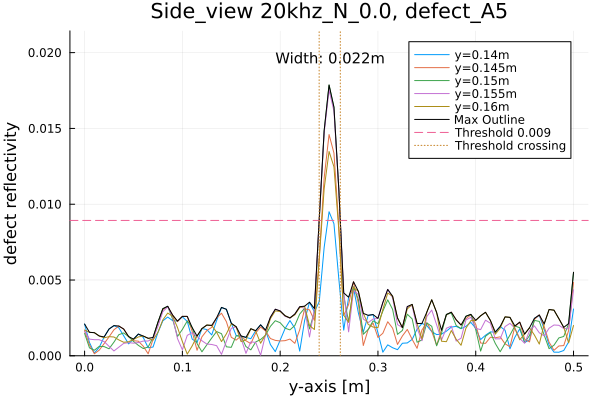 Side_view 20khz_N_0.0, defect_A5
Width: 0.022m
y=0.14m
y=0.145m
y=0.15m
y=0.155m
y=0.16m
Max Outline
Threshold 0.009
Threshold crossing
defect reflectivity
0.020
0.015
0.010
0.005
0.000
0.0 0.1 0.2 0.3 0.4 0.5
y-axis [m]